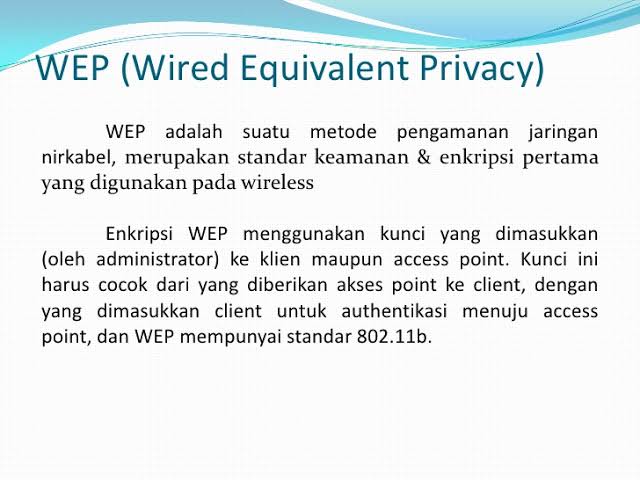 WEP (Wired Equivalent Privacy)
WEP adalah suatu metode pengamanan jaringan
nirkabel, merupakan standar keamanan & enkripsi pertama
yang digunakan pada wireless
Enkripsi WEP menggunakan kunci yang dimasukkan
(oleh administrator) ke klien maupun access point. Kunci ini
harus cocok dari yang diberikan akses point ke client, dengan
yang dimasukkan client untuk authentikasi menuju access
point, dan WEP mempunyai standar 802.11b.